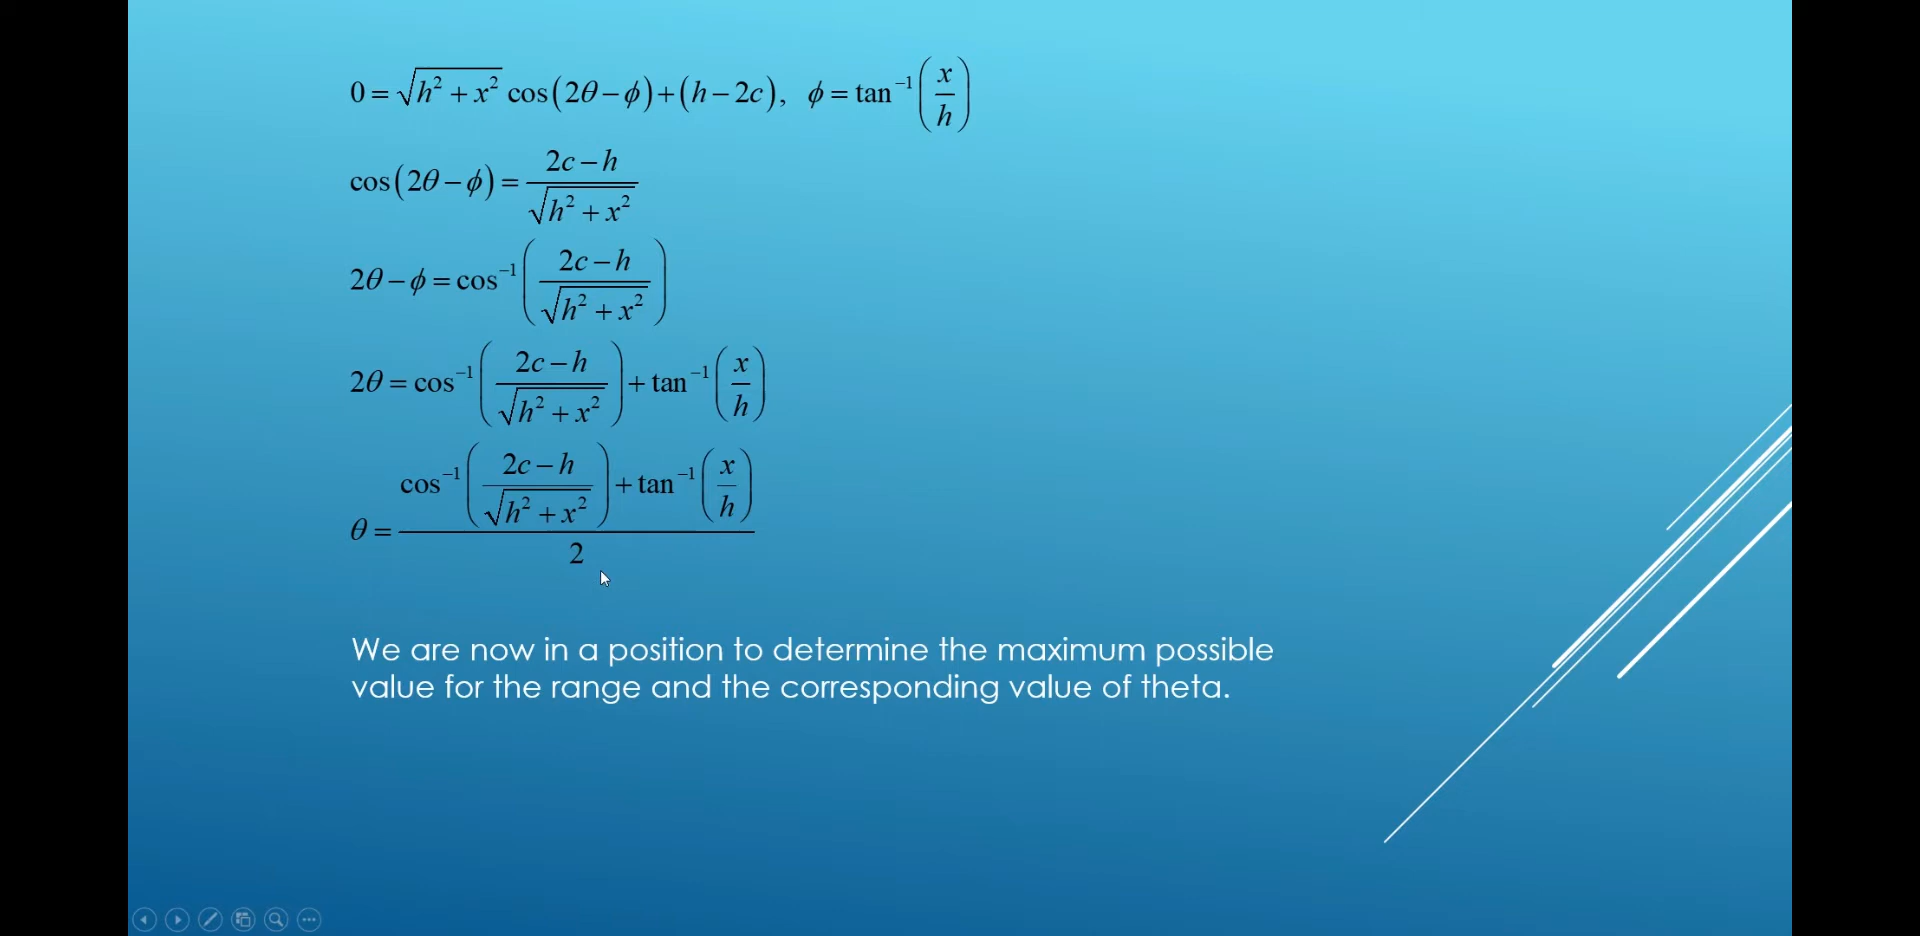 0 = √(h² + x²) cos(2θ − ϕ) + (h − 2c), ϕ = tan⁻¹(x/h)
cos(2θ − ϕ) = (2c − h)/√(h² + x²)
2θ − ϕ = cos⁻¹((2c − h)/√(h² + x²))
2θ = cos⁻¹((2c − h)/√(h² + x²)) + tan⁻¹(x/h)
θ = (cos⁻¹((2c − h)/√(h² + x²)) + tan⁻¹(x/h))/2
We are now in a position to determine the maximum possible
value for the range and the corresponding value of theta.